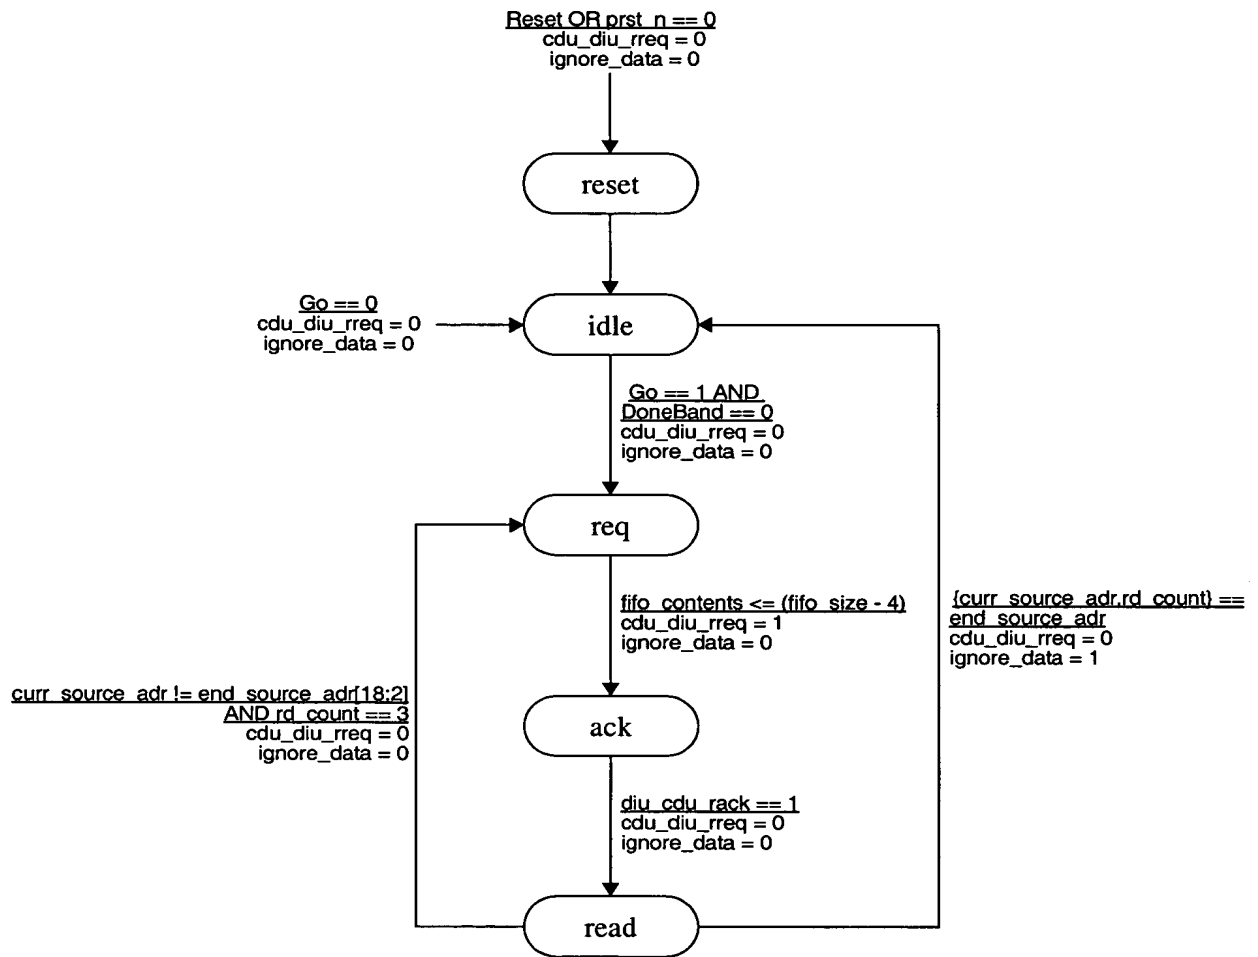 Reset OR prst_n == 0
cdu_diu_rreq = 0
ignore_data = 0
reset
Go == 0
cdu_diu_rreq = 0
ignore_data = 0
idle
Go == 1 AND
DoneBand == 0
cdu_diu_rreq = 0
ignore_data = 0
req
fifo_contents <= (fifo_size - 4)
cdu_diu_rreq = 1
ignore_data = 0
{curr_source_adr,rd_count} ==
end_source_adr
cdu_diu_rreq = 0
ignore_data = 1
curr_source_adr != end_source_adr[18:2]
AND rd_count == 3
cdu_diu_rreq = 0
ignore_data = 0
ack
diu_cdu_rack == 1
cdu_diu_rreq = 0
ignore_data = 0
read